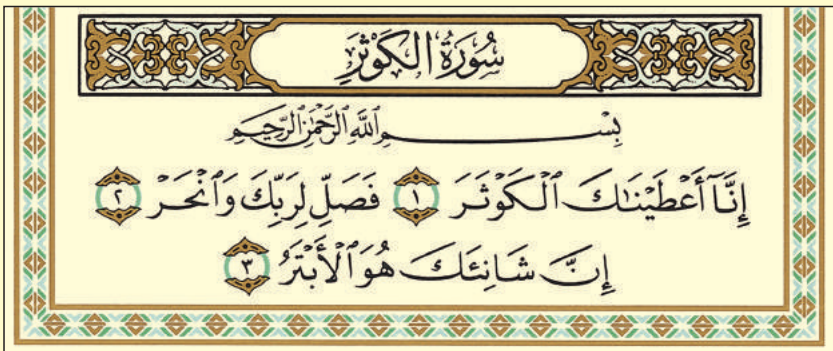 سُورَةُ الكَوْثَرِ
بِسْمِ ٱللَّهِ ٱلرَّحْمَٰنِ ٱلرَّحِيمِ
إِنَّآ أَعْطَيْنَٰكَ ٱلْكَوْثَرَ ١ فَصَلِّ لِرَبِّكَ وَٱنْحَرْ ٢
إِنَّ شَانِئَكَ هُوَ ٱلْأَبْتَرُ ٣